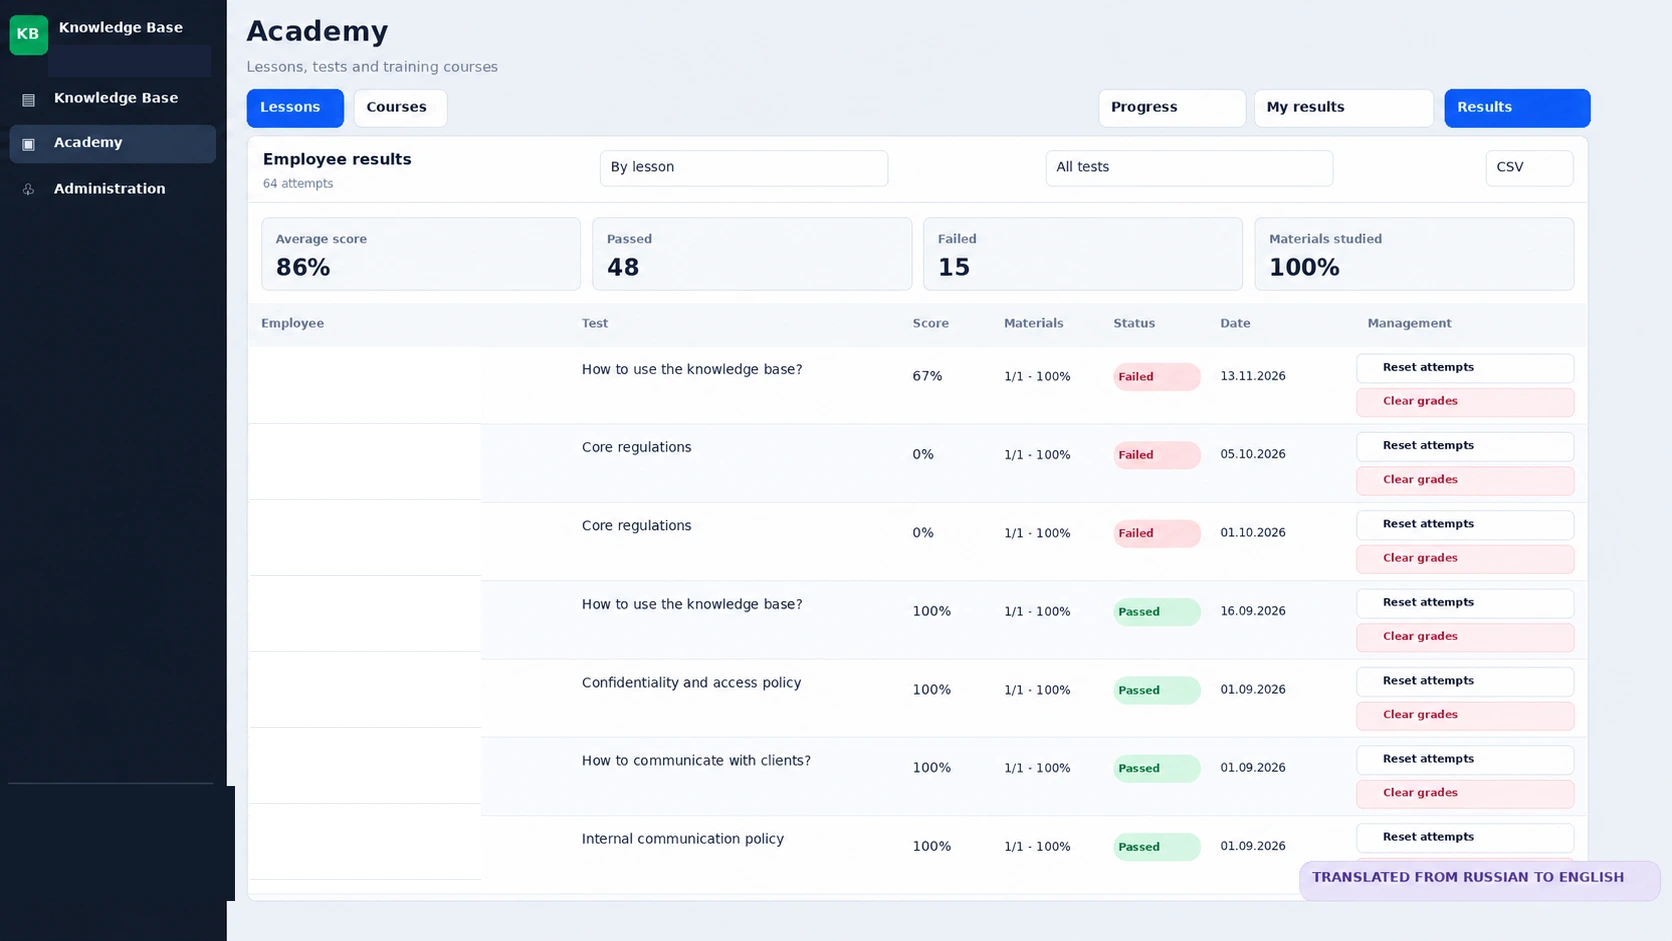 KB
Knowledge Base
Knowledge Base
Academy
Administration
Academy
Lessons, tests and training courses
Lessons
Courses
Progress
My results
Results
Employee results
64 attempts
By lesson
All tests
CSV
Average score
86%
Passed
48
Failed
15
Materials studied
100%
Employee Test Score Materials Status Date Management
How to use the knowledge base? 67% 1/1 - 100% Failed 13.11.2026 Reset attempts
Clear grades
Core regulations 0% 1/1 - 100% Failed 05.10.2026 Reset attempts
Clear grades
Core regulations 0% 1/1 - 100% Failed 01.10.2026 Reset attempts
Clear grades
How to use the knowledge base? 100% 1/1 - 100% Passed 16.09.2026 Reset attempts
Clear grades
Confidentiality and access policy 100% 1/1 - 100% Passed 01.09.2026 Reset attempts
Clear grades
How to communicate with clients? 100% 1/1 - 100% Passed 01.09.2026 Reset attempts
Clear grades
Internal communication policy 100% 1/1 - 100% Passed 01.09.2026 Reset attempts
TRANSLATED FROM RUSSIAN TO ENGLISH